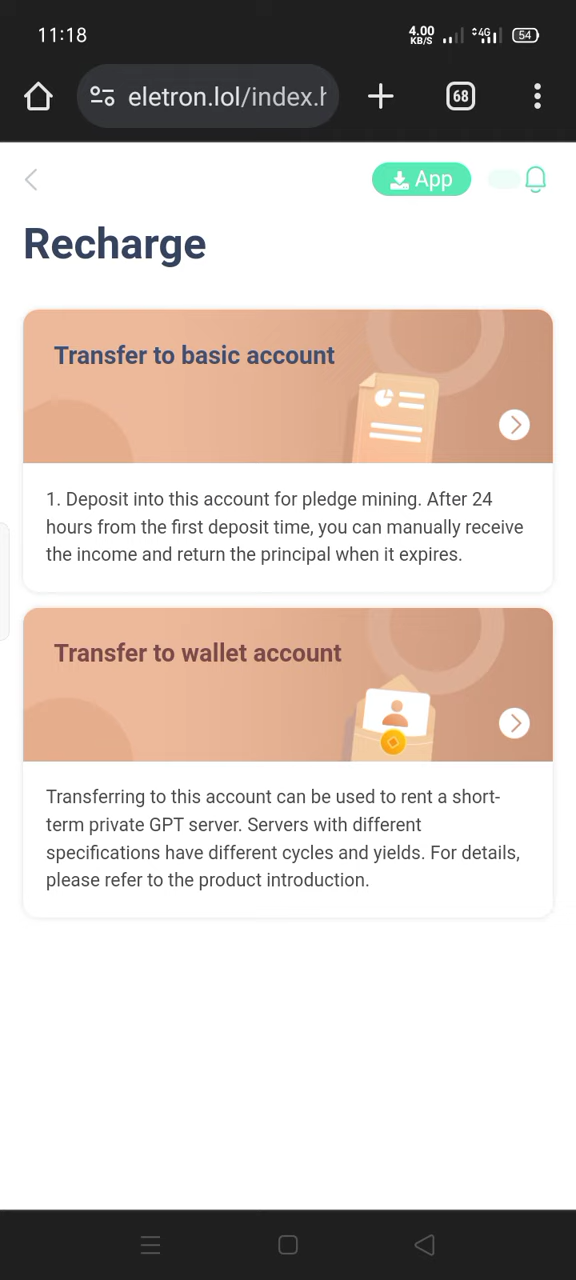 11:18
4.00
KB/S
4G
54
eletron.lol/index.h
68
App
Recharge
Transfer to basic account
1. Deposit into this account for pledge mining. After 24
hours from the first deposit time, you can manually receive
the income and return the principal when it expires.
Transfer to wallet account
Transferring to this account can be used to rent a short-
term private GPT server. Servers with different
specifications have different cycles and yields. For details,
please refer to the product introduction.